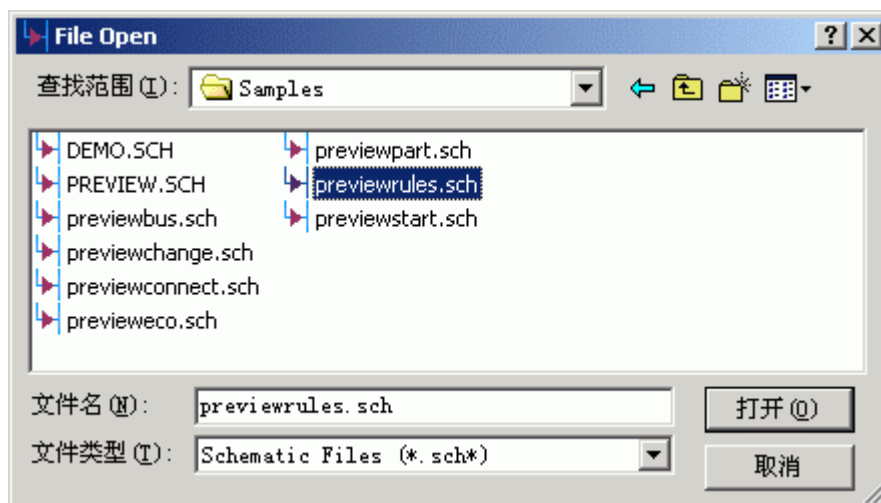 File Open
查找范围(I): Samples
DEMO.SCH previewpart.sch
PREVIEW.SCH previewrules.sch
previewbus.sch previewstart.sch
previewchange.sch
previewconnect.sch
previeweco.sch
文件名(N): previewrules.sch 打开(O)
文件类型(T): Schematic Files (*.sch*) 取消